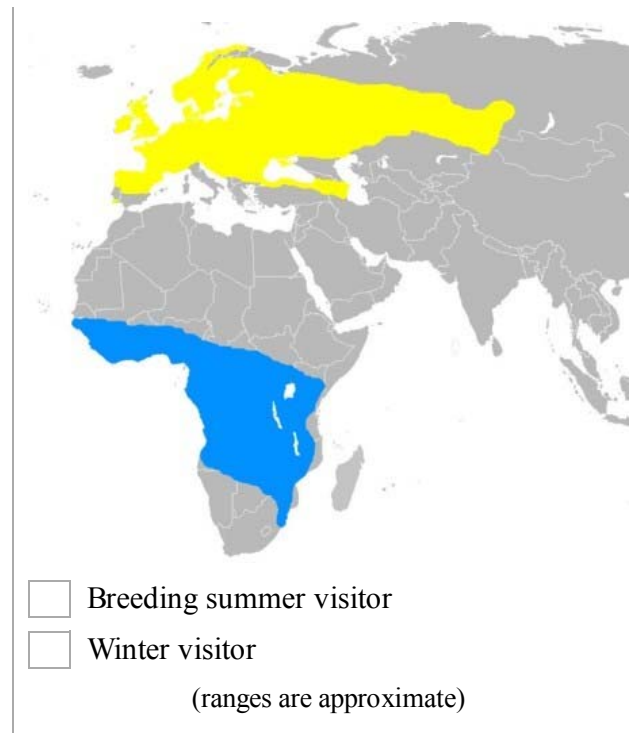 Breeding summer visitor
Winter visitor
(ranges are approximate)